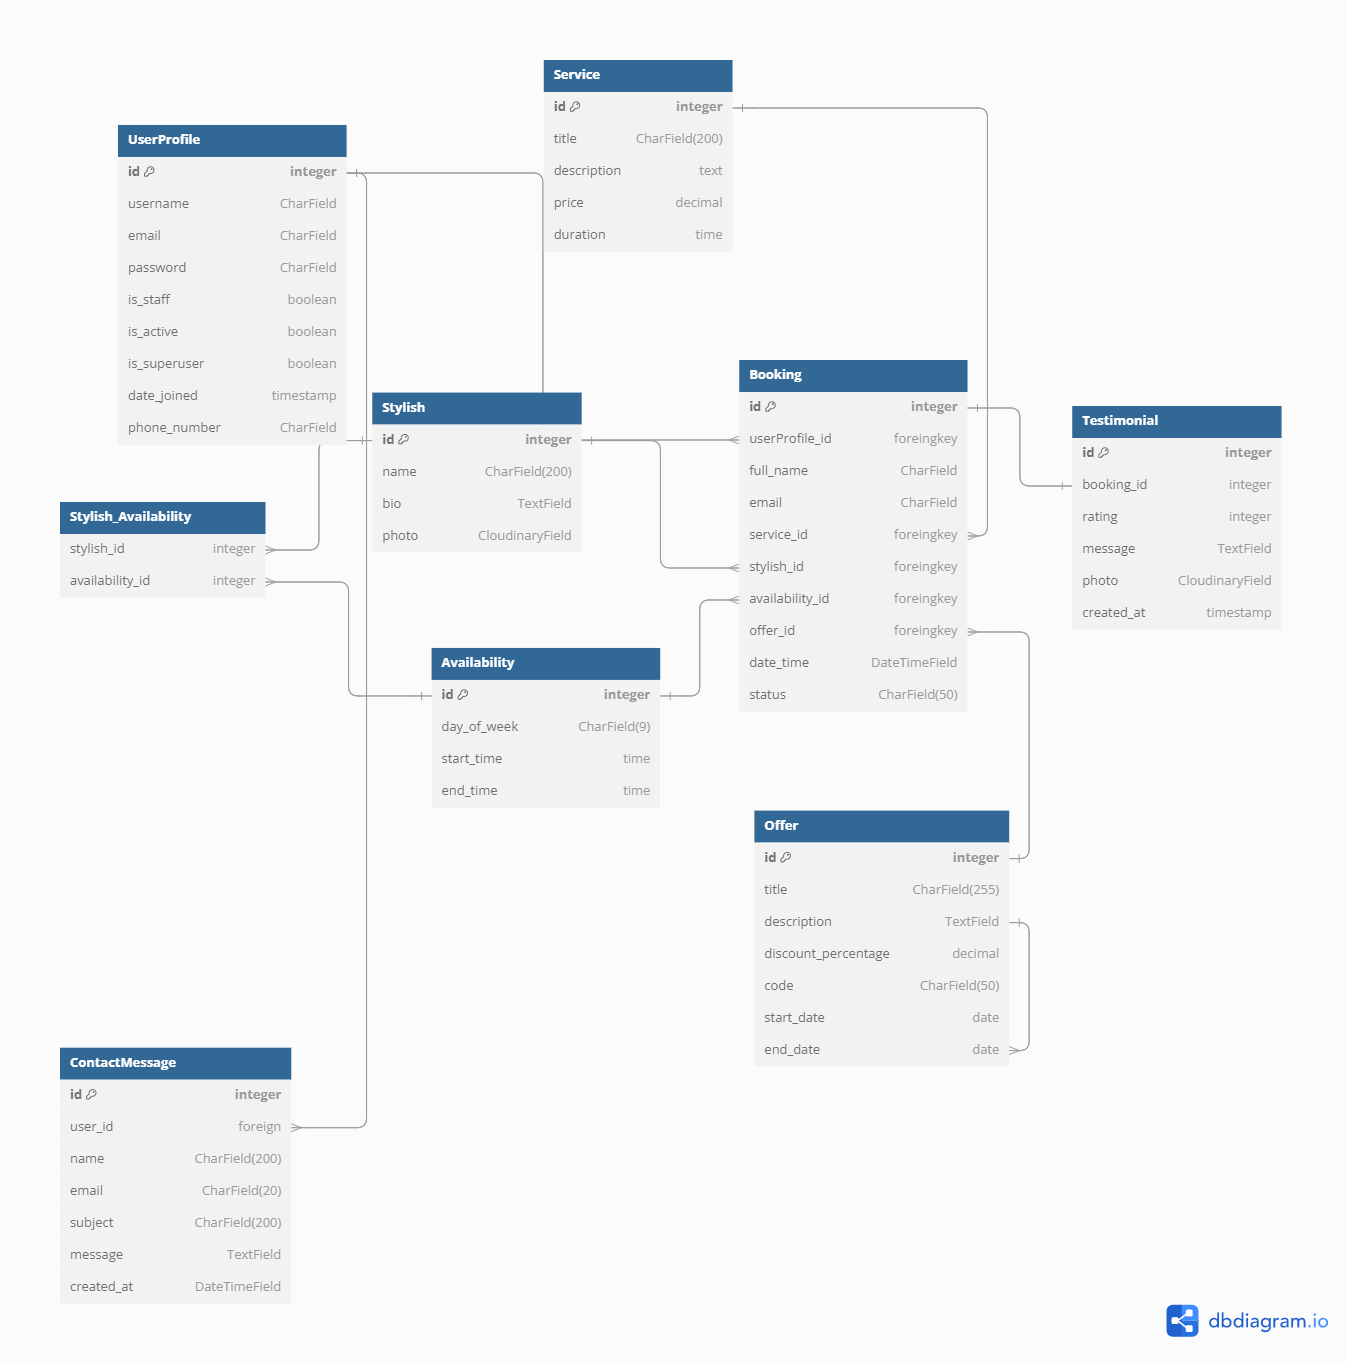 Service
id integer
title CharField(200)
description text
price decimal
duration time
UserProfile
id integer
username CharField
email CharField
password CharField
is_staff boolean
is_active boolean
is_superuser boolean
date_joined timestamp
phone_number CharField
Stylish
id integer
name CharField(200)
bio TextField
photo CloudinaryField
Booking
id integer
userProfile_id foreingkey
full_name CharField
email CharField
service_id foreingkey
stylish_id foreingkey
availability_id foreingkey
offer_id foreingkey
date_time DateTimeField
status CharField(50)
Testimonial
id integer
booking_id integer
rating integer
message TextField
photo CloudinaryField
created_at timestamp
Stylish_Availability
stylish_id integer
availability_id integer
Availability
id integer
day_of_week CharField(9)
start_time time
end_time time
Offer
id integer
title CharField(255)
description TextField
discount_percentage decimal
code CharField(50)
start_date date
end_date date
ContactMessage
id integer
user_id foreign
name CharField(200)
email CharField(20)
subject CharField(200)
message TextField
created_at DateTimeField
dbdiagram.io